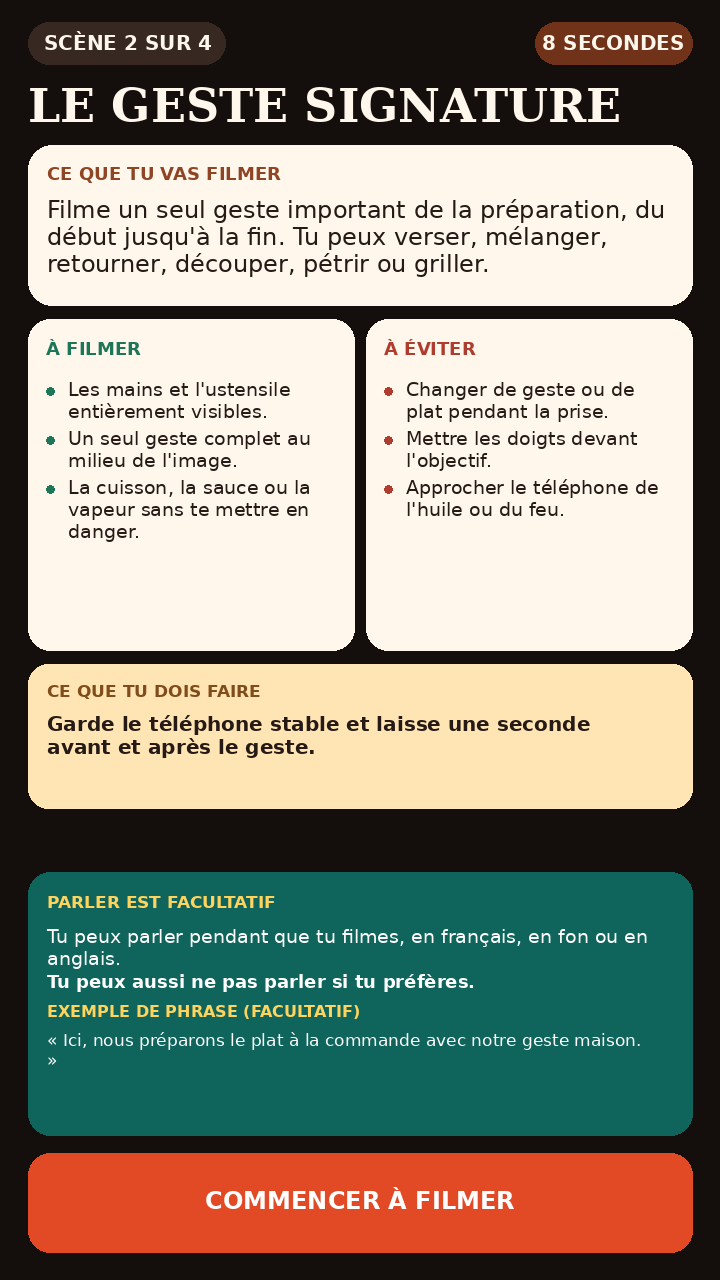 SCÈNE 2 SUR 4
8 SECONDES
LE GESTE SIGNATURE
CE QUE TU VAS FILMER
Filme un seul geste important de la préparation, du
début jusqu'à la fin. Tu peux verser, mélanger,
retourner, découper, pétrir ou griller.
À FILMER
Les mains et l'ustensile
entièrement visibles.
Un seul geste complet au
milieu de l'image.
La cuisson, la sauce ou la
vapeur sans te mettre en
danger.
À ÉVITER
Changer de geste ou de
plat pendant la prise.
Mettre les doigts devant
l'objectif.
Approcher le téléphone de
l'huile ou du feu.
CE QUE TU DOIS FAIRE
Garde le téléphone stable et laisse une seconde
avant et après le geste.
PARLER EST FACULTATIF
Tu peux parler pendant que tu filmes, en français, en fon ou en
anglais.
Tu peux aussi ne pas parler si tu préfères.
EXEMPLE DE PHRASE (FACULTATIF)
« Ici, nous préparons le plat à la commande avec notre geste maison.
»
COMMENCER À FILMER